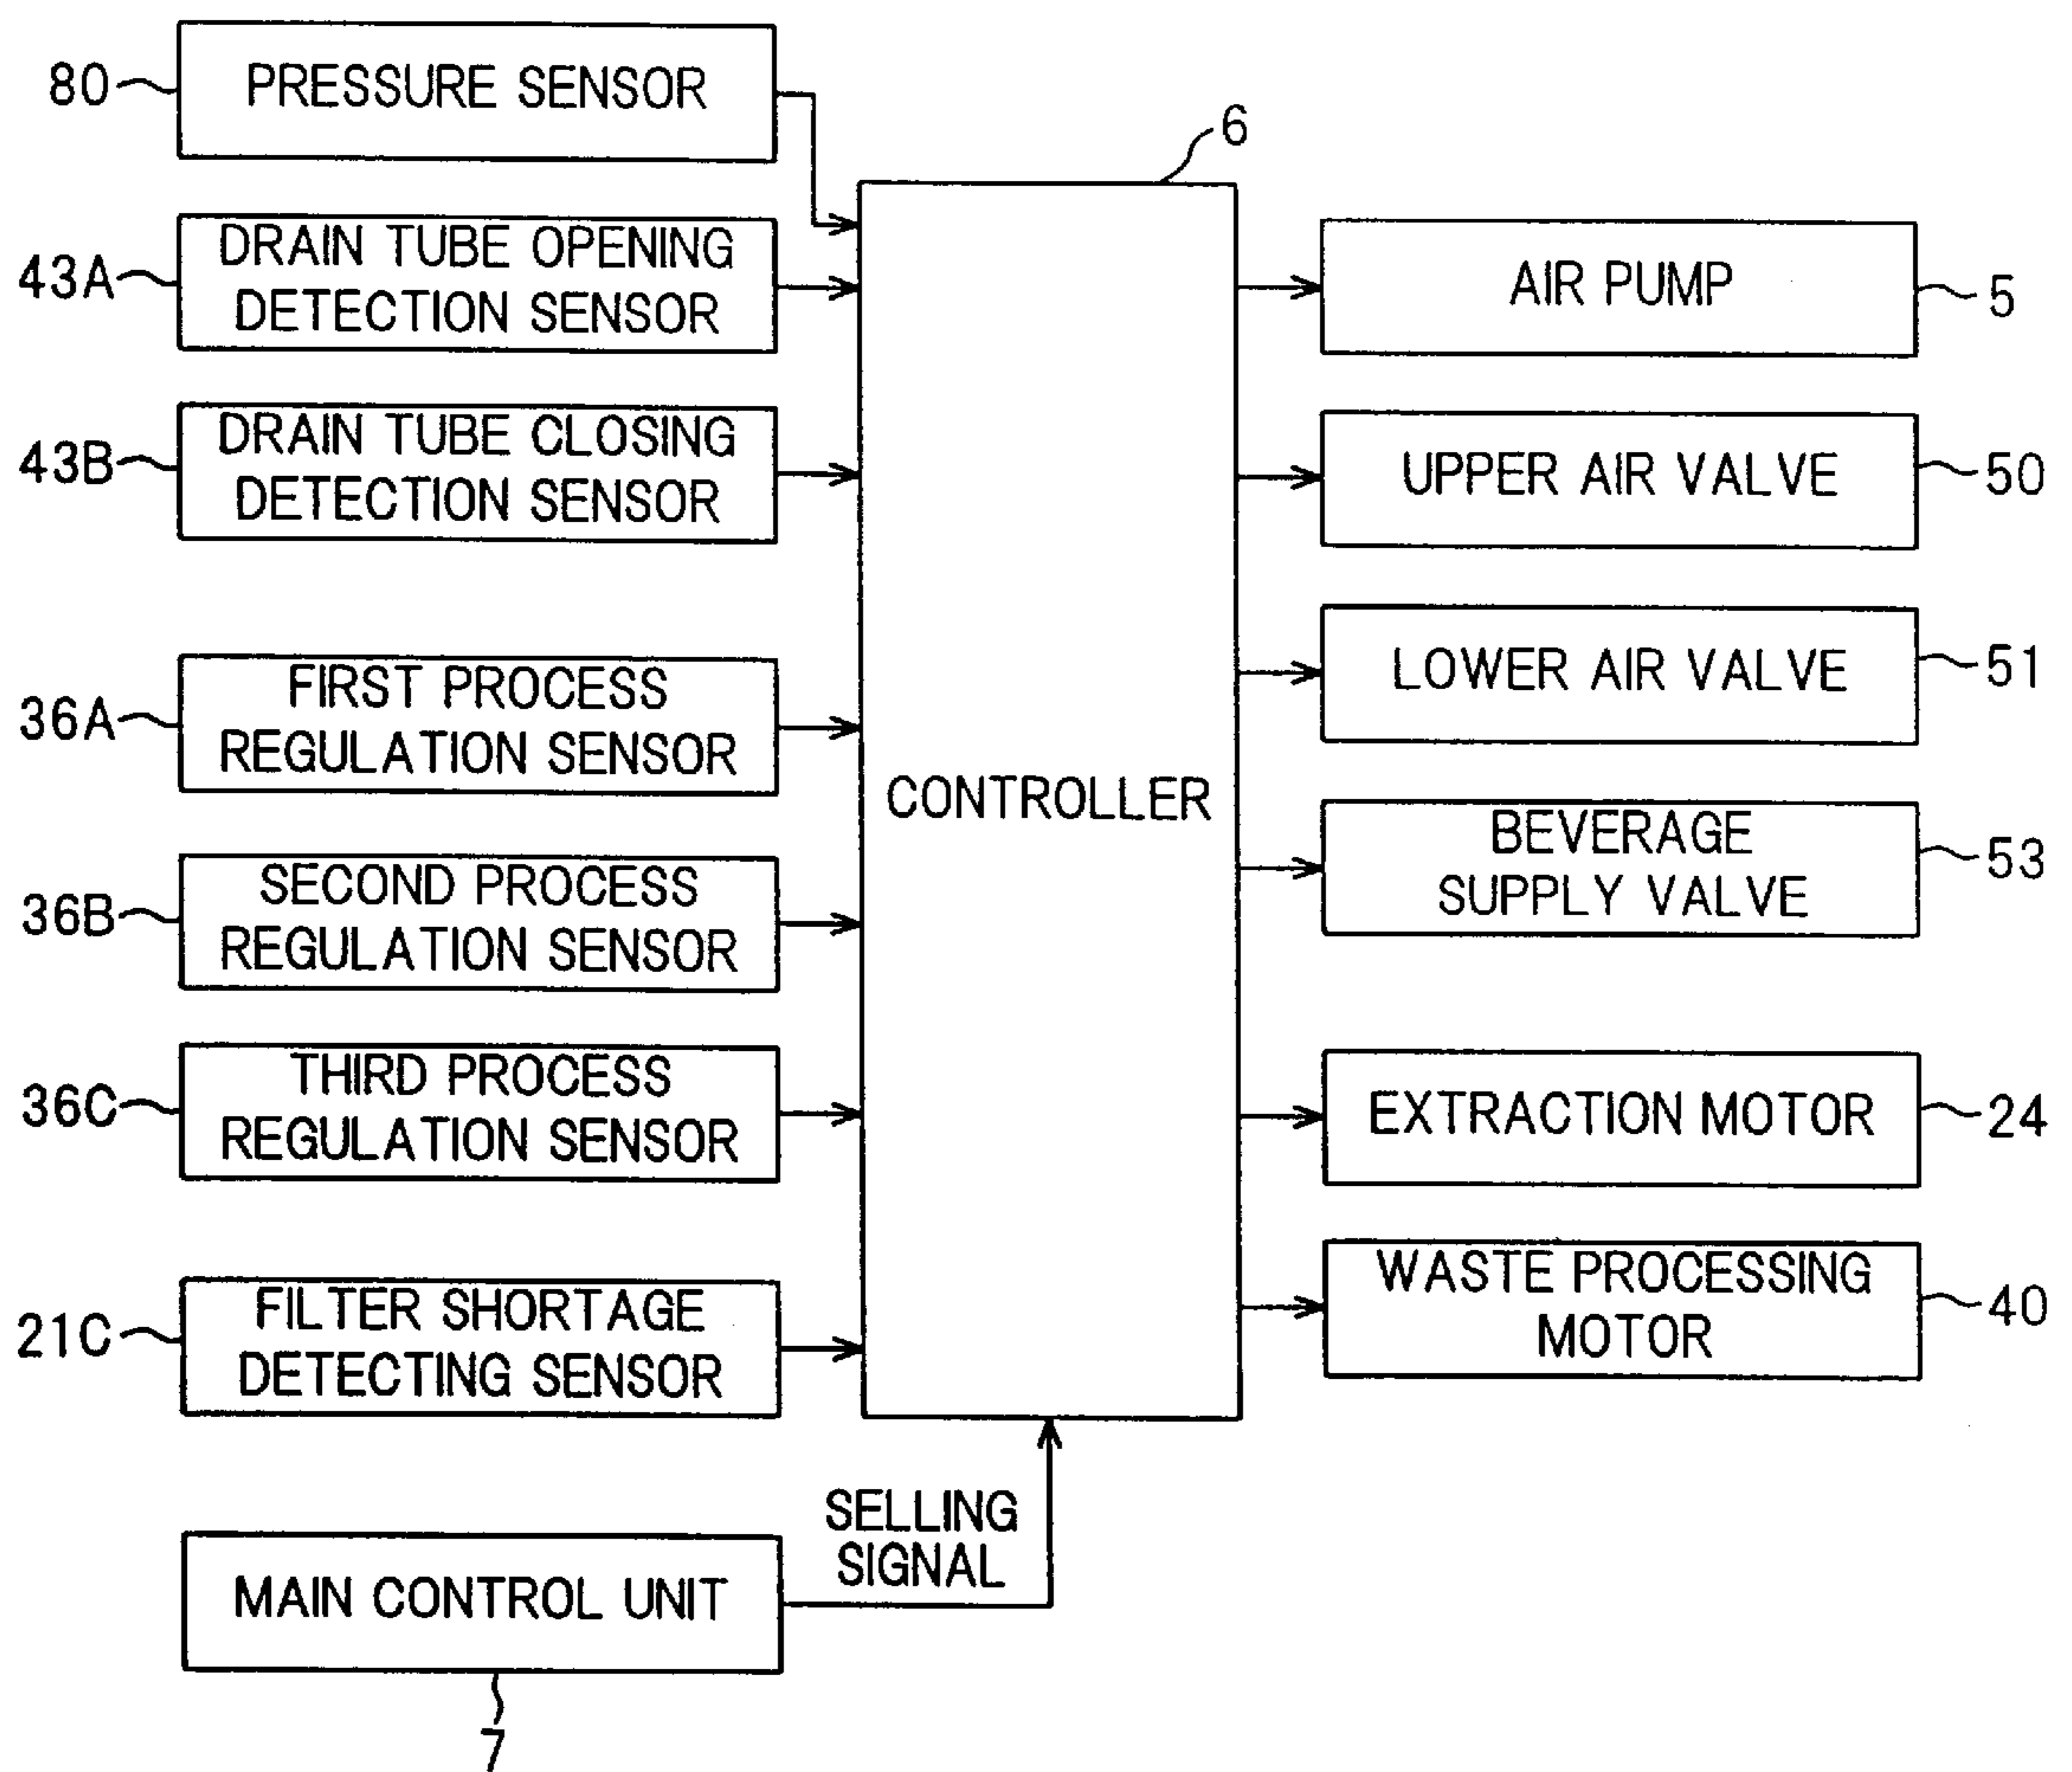 80
PRESSURE SENSOR
43A
DRAIN TUBE OPENING
DETECTION SENSOR
43B
DRAIN TUBE CLOSING
DETECTION SENSOR
36A
FIRST PROCESS
REGULATION SENSOR
36B
SECOND PROCESS
REGULATION SENSOR
36C
THIRD PROCESS
REGULATION SENSOR
21C
FILTER SHORTAGE
DETECTING SENSOR
MAIN CONTROL UNIT
7
SELLING
SIGNAL
6
CONTROLLER
AIR PUMP
5
UPPER AIR VALVE
50
LOWER AIR VALVE
51
BEVERAGE
SUPPLY VALVE
53
EXTRACTION MOTOR
24
WASTE PROCESSING
MOTOR
40